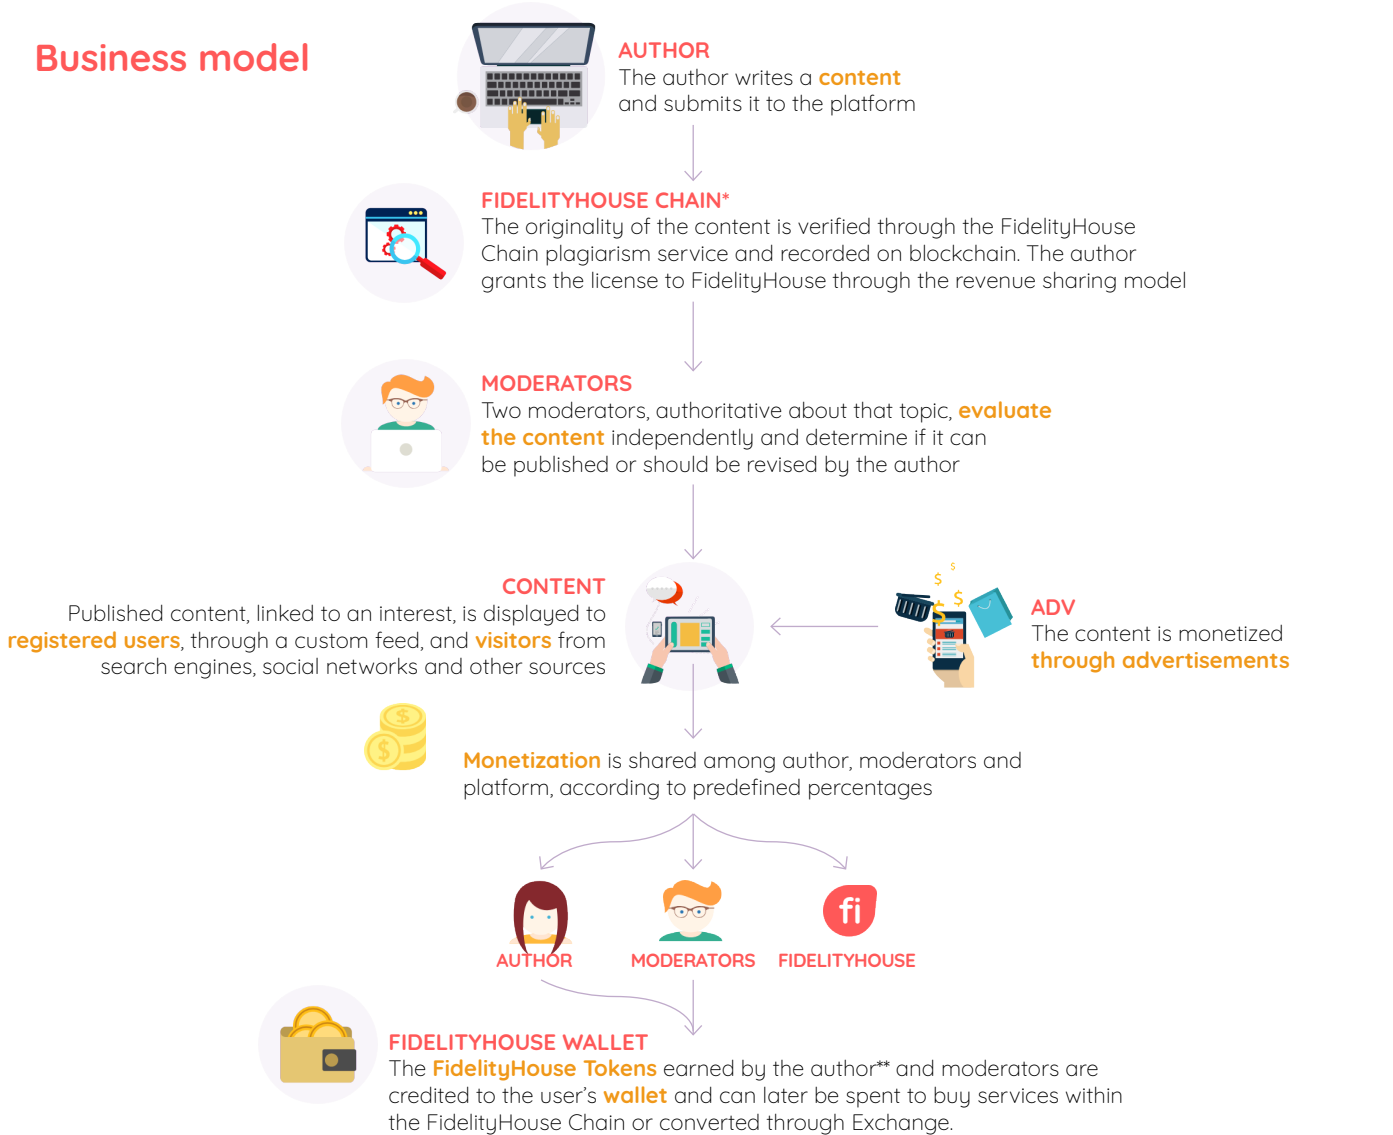 Business model
AUTHOR
The author writes a content
and submits it to the platform
FIDELITYHOUSE CHAIN*
The originality of the content is verified through the FidelityHouse
Chain plagiarism service and recorded on blockchain. The author
grants the license to FidelityHouse through the revenue sharing model
MODERATORS
Two moderators, authoritative about that topic, evaluate
the content independently and determine if it can
be published or should be revised by the author
CONTENT
Published content, linked to an interest, is displayed to
registered users, through a custom feed, and visitors from
search engines, social networks and other sources
$
$
$
$
ADV
The content is monetized
through advertisements
$
$
Monetization is shared among author, moderators and
platform, according to predefined percentages
fi
AUTHOR
MODERATORS
FIDELITYHOUSE
FIDELITYHOUSE WALLET
The FidelityHouse Tokens earned by the author** and moderators are
credited to the user's wallet and can later be spent to buy services within
the FidelityHouse Chain or converted through Exchange.